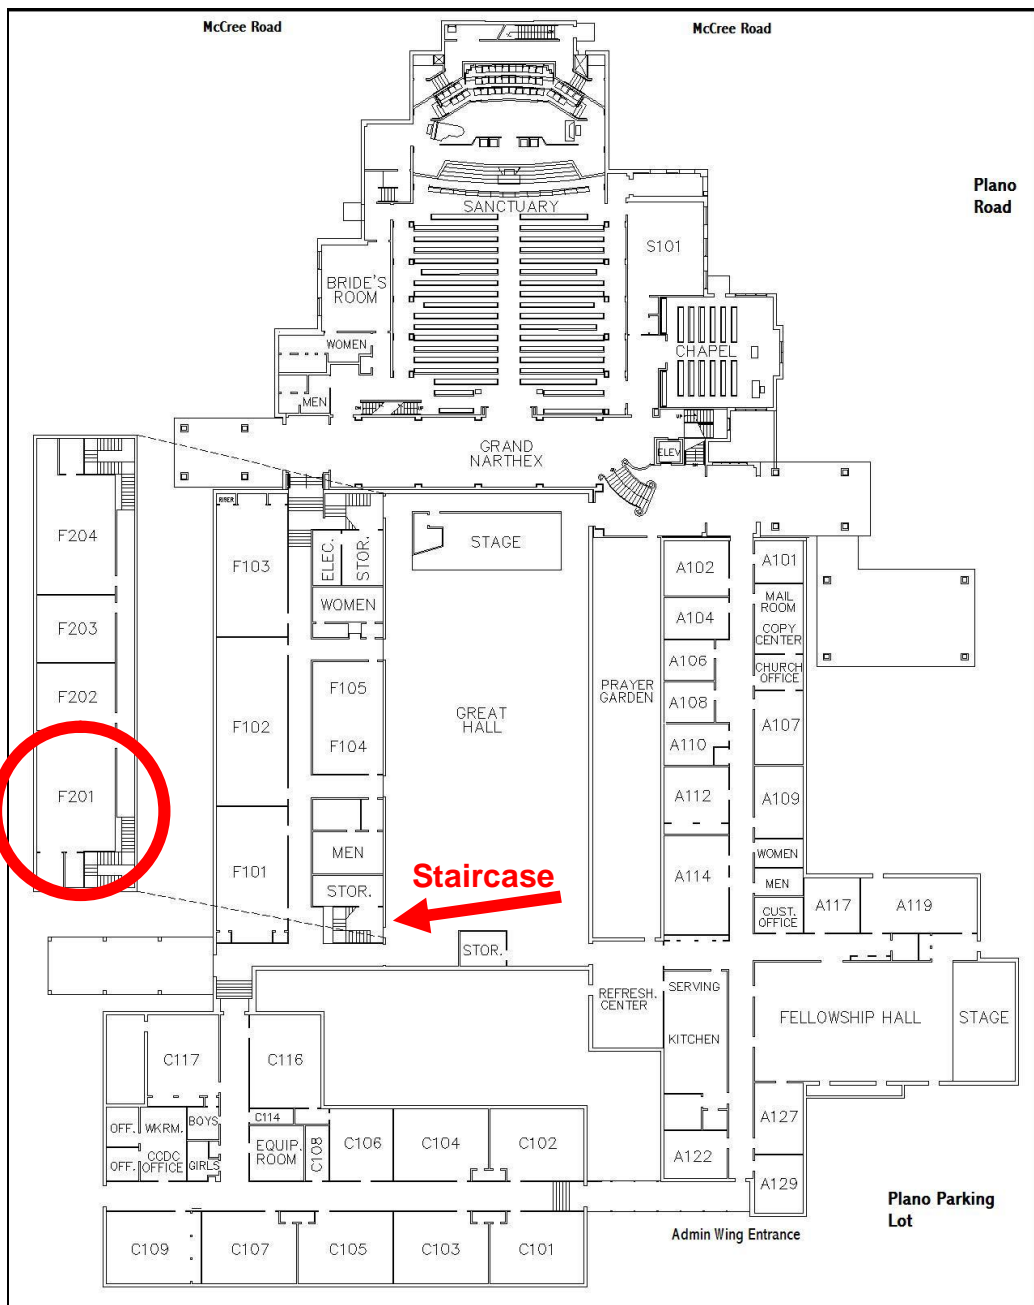 McCree Road
McCree Road
Plano
Road
SANCTUARY
S101
BRIDE'S
ROOM
WOMEN
CHAPEL
MEN
UP
GRAND
NARTHEX
ELEV
RISER
F204
F103
ELEC.
STOR.
STAGE
A102
A101
MAIL
ROOM
COPY
CENTER
WOMEN
A104
F203
A106
CHURCH
OFFICE
F202
F105
PRAYER
GARDEN
A108
F102
GREAT
HALL
A107
F104
A110
F201
A112
A109
MEN
WOMEN
F101
Staircase
A114
STOR.
MEN
CUST.
OFFICE
A117
A119
STOR.
REFRESH.
CENTER
SERVING
KITCHEN
FELLOWSHIP HALL
STAGE
C117
C116
C114
OFF.
WKRM.
BOYS
EQUIP.
ROOM
C108
C106
C104
C102
A127
OFF.
CCDC
OFFICE
GIRLS
A122
A129
Plano Parking
Lot
Admin Wing Entrance
C109
C107
C105
C103
C101